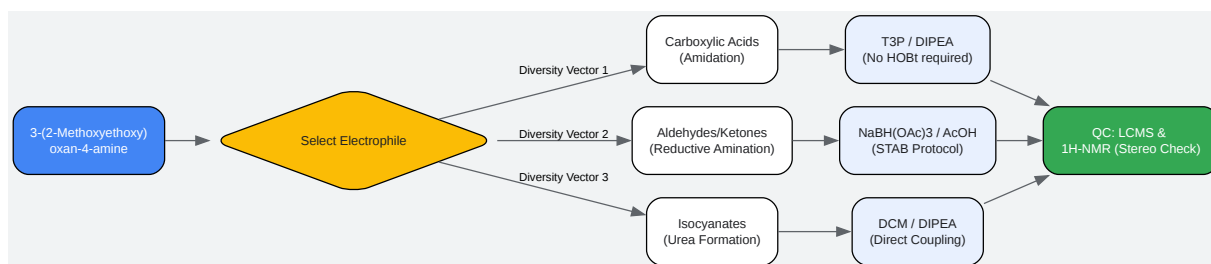 3-(2-Methoxyethoxy)
oxan-4-amine
Select Electrophile
Diversity Vector 1
Diversity Vector 2
Diversity Vector 3
Carboxylic Acids
(Amidation)
Aldehydes/Ketones
(Reductive Amination)
Isocyanates
(Urea Formation)
T3P / DIPEA
(No HOBt required)
NaBH(OAc)3 / AcOH
(STAB Protocol)
DCM / DIPEA
(Direct Coupling)
QC: LCMS &
1H-NMR (Stereo Check)